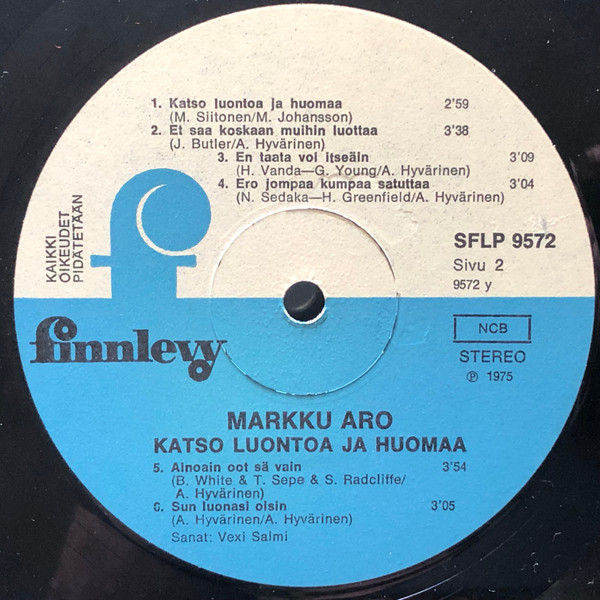 1. Katso luontoa ja huomaa 2'59
(M. Siitonen/M. Johansson)
2. Et saa koskaan muihin luottaa 3'38
(J. Butler/A. Hyvärinen)
3. En taata voi itseäin 3'09
(H. Vanda—G. Young/A. Hyvärinen)
4. Ero jompaa kumpaa satuttaa 3'04
(N. Sedaka—H. Greenfield/A. Hyvärinen)
KAIKKI
OIKEUDET
PIDÄTETÄÄN
SFLP 9572
Sivu 2
9572 y
finnlevy
NCB
STEREO
℗ 1975
MARKKU ARO
KATSO LUONTOA JA HUOMAA
5. Ainoain oot sä vain 3'54
(B. White & T. Sepe & S. Radcliffe/
A. Hyvärinen)
6. Sun luonasi oisin 3'05
(A. Hyvärinen/A. Hyvärinen)
Sanat: Vexi Salmi